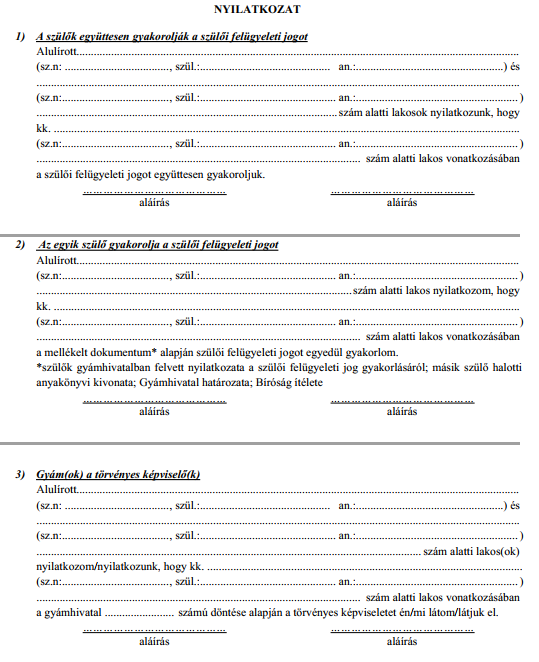 NYILATKOZAT
1) A szülők együttesen gyakorolják a szülői felügyeleti jogot
Alulírott....................................................................................................
(sz.n: ..................................., szül.:........................................... an.:.................................................) és
....................................................................................................
(sz.n:...................................., szül.:............................................. an.:.....................................................)
....................................................................................................szám alatti lakosok nyilatkozunk, hogy
kk. ....................................................................................................
(sz.n:...................................., szül.:............................................. an.:.....................................................)
.................................................................................................... szám alatti lakos vonatkozásában
a szülői felügyeleti jogot együttesen gyakoroljuk.
…………………………………… ……………………………………
aláírás aláírás
2) Az egyik szülő gyakorolja a szülői felügyeleti jogot
Alulírott....................................................................................................
(sz.n:...................................., szül.:............................................. an.:.....................................................)
....................................................................................................szám alatti lakos nyilatkozom, hogy
kk. ....................................................................................................
(sz.n:...................................., szül.:............................................. an.:.....................................................)
.................................................................................................... szám alatti lakos vonatkozásában
a mellékelt dokumentum* alapján szülői felügyeleti jogot egyedül gyakorlom.
*szülők gyámhivatalban felvett nyilatkozata a szülői felügyeleti jog gyakorlásáról; másik szülő halotti
anyakönyvi kivonata; Gyámhivatal határozata; Bíróság ítélete
…………………………………… ……………………………………
aláírás aláírás
3) Gyám(ok) a törvényes képviselő(k)
Alulírott....................................................................................................
(sz.n: ..................................., szül.:........................................... an.:.................................................) és
....................................................................................................
(sz.n:...................................., szül.:............................................. an.:.....................................................)
.................................................................................................... szám alatti lakos(ok)
nyilatkozom/nyilatkozunk, hogy kk. ....................................................................................................
(sz.n:...................................., szül.:............................................. an.:.....................................................)
.................................................................................................... szám alatti lakos vonatkozásában
a gyámhivatal ........................ számú döntése alapján a törvényes képviseletet én/mi látom/látjuk el.
…………………………………… ……………………………………
aláírás aláírás